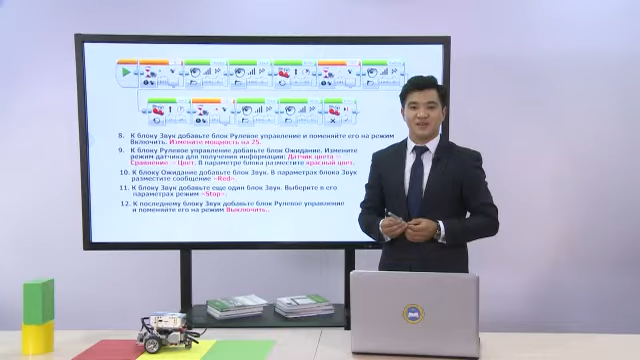 8. К блоку Звук добавьте блок Рулевое управление и поменяйте его на режим
Включить. Измените мощность на 25.
9. К блоку Рулевое управление добавьте блок Ожидание. Измените
режим датчика для получения информации: Датчик цвета –
Сравнение – Цвет. В параметре блока разместите красный цвет.
10. К блоку Ожидание добавьте блок Звук. В параметрах блока Звук
разместите сообщение «Red».
11. К блоку Звук добавьте еще один блок Звук. Выберите в его
параметрах режим «Stop».
12. К последнему блоку Звук добавьте блок Рулевое управление
и поменяйте его на режим Выключить..